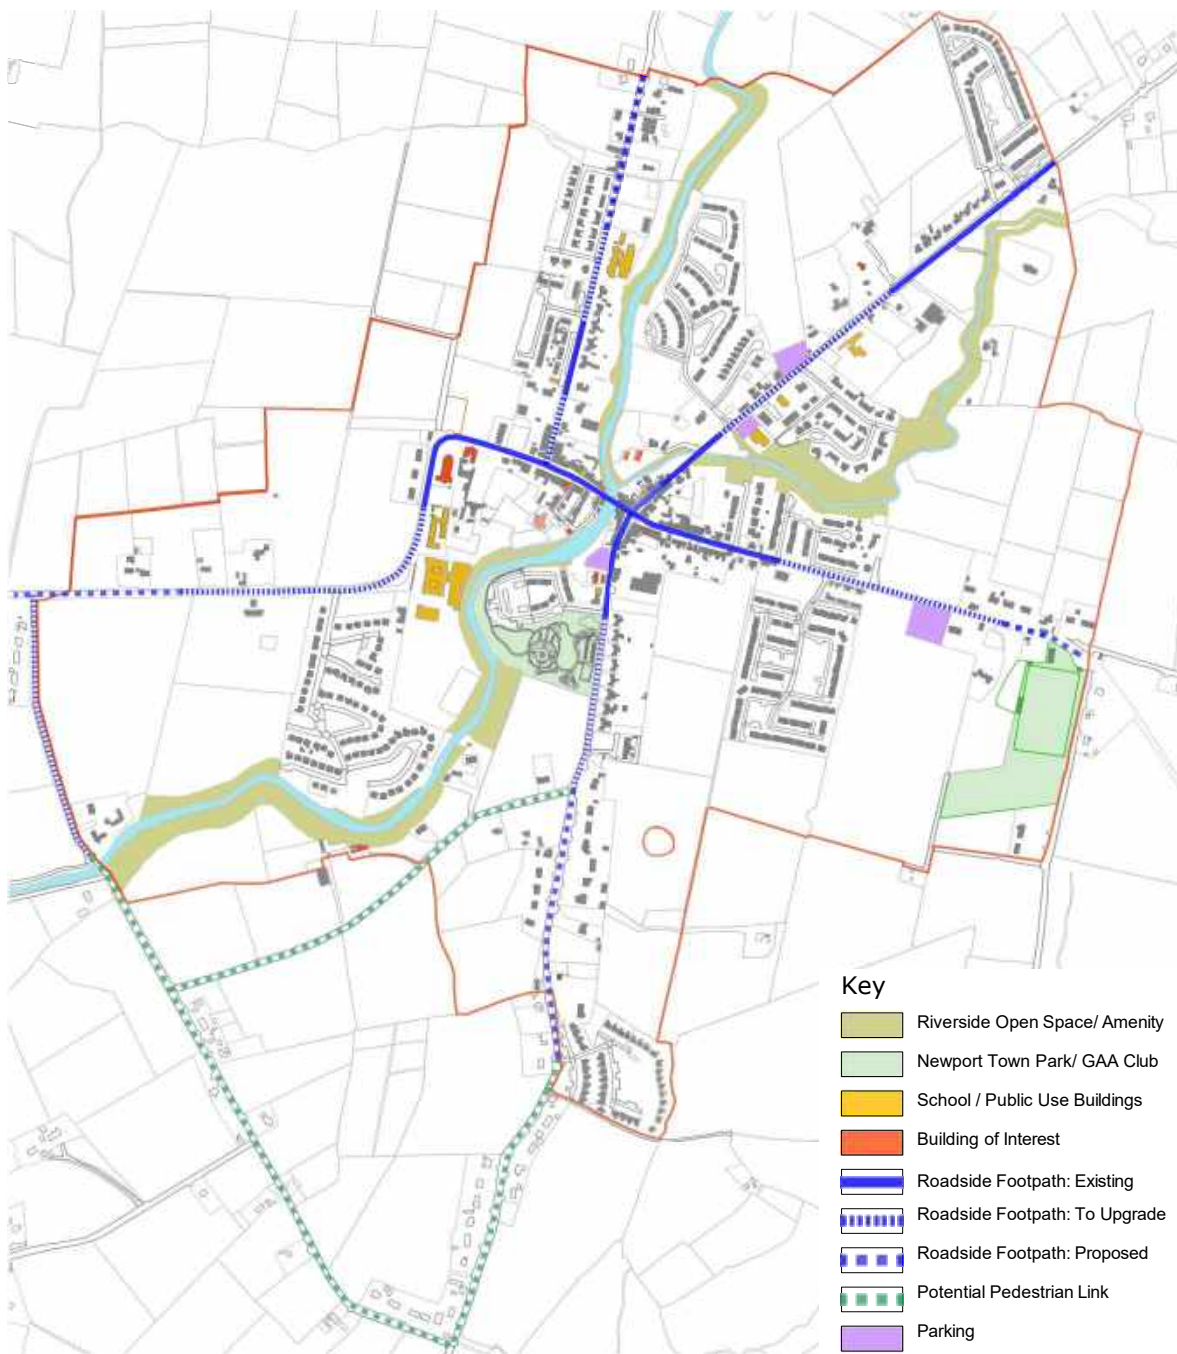 Key
Riverside Open Space/ Amenity
Newport Town Park/ GAA Club
School / Public Use Buildings
Building of Interest
Roadside Footpath: Existing
Roadside Footpath: To Upgrade
Roadside Footpath: Proposed
Potential Pedestrian Link
Parking